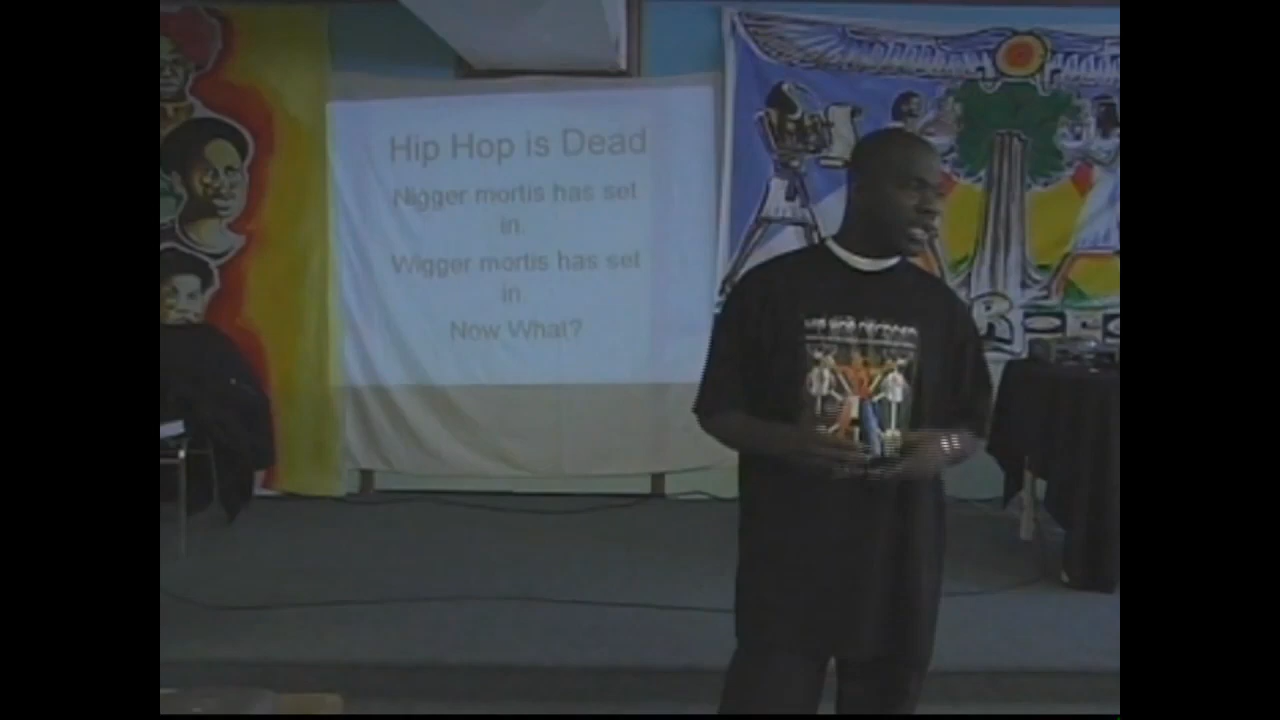 Hip Hop is Dead
Nigger mortis has set
in.
Wigger mortis has set
in.
Now What?